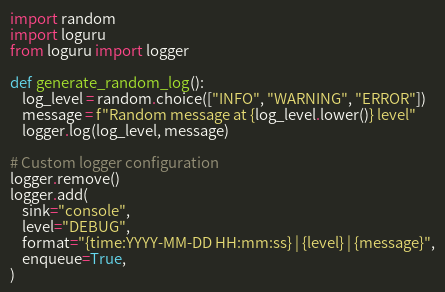 import random
import loguru
from loguru import logger

def generate_random_log():
    log_level = random.choice(["INFO", "WARNING", "ERROR"])
    message = f"Random message at {log_level.lower()} level"
    logger.log(log_level, message)

# Custom logger configuration
logger.remove()
logger.add(
    sink="console",
    level="DEBUG",
    format="{time:YYYY-MM-DD HH:mm:ss} | {level} | {message}",
    enqueue=True,
)